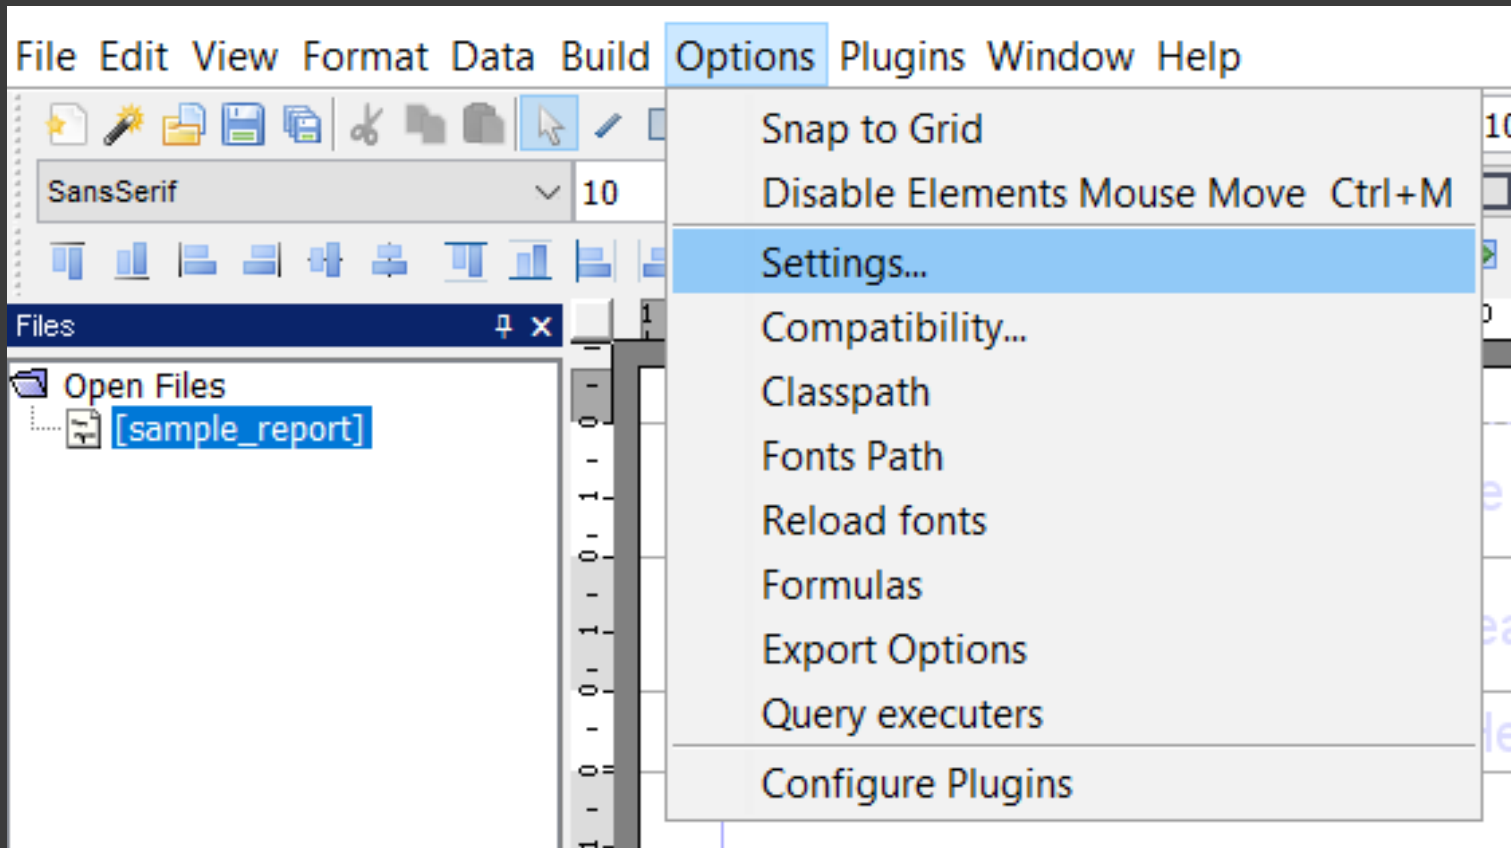 File Edit View Format Data Build Options Plugins Window Help
Snap to Grid
10
Disable Elements Mouse Move Ctrl+M
SansSerif
10
Settings...
Compatibility...
Classpath
Fonts Path
Reload fonts
Formulas
Export Options
Query executers
Configure Plugins
Files
Open Files
[sample_report]